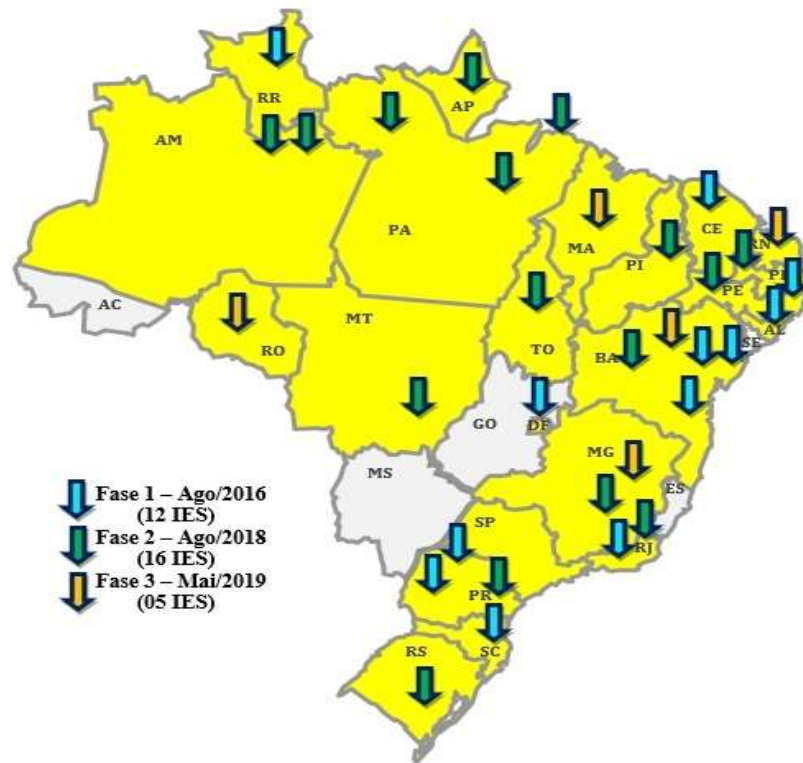 RR
AP
AM
PA
MA
CE
RN
PI
PE
AL
SE
AC
RO
MT
TO
BA
GO
DF
MG
ES
MS
SP
RJ
PR
SC
RS
Fase 1 – Ago/2016
(12 IES)
Fase 2 – Ago/2018
(16 IES)
Fase 3 – Mai/2019
(05 IES)